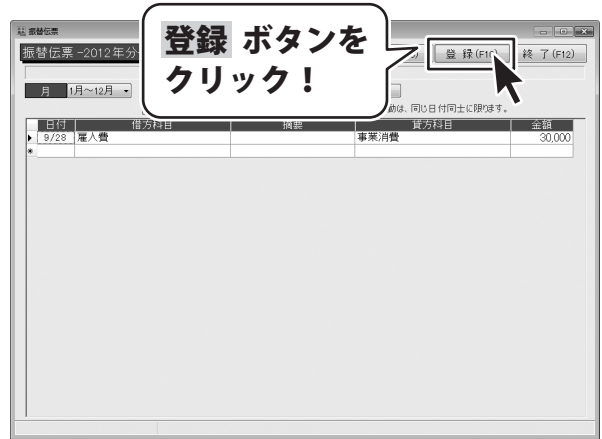 振替伝票
登録 ボタンを
クリック！
振替伝票 -2012年分
登 録(F10) 終 了(F12)
月 1月～12月
動は、同じ日付同士に限ります。
日付 借方科目 摘要 貸方科目 金額
9/28 雇人費 事業消費 30,000